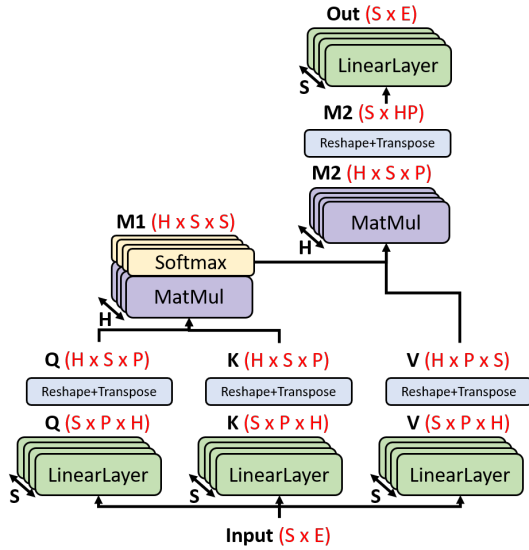 Out (S x E)
LinearLayer
S
M2 (S x HP)
Reshape+Transpose
M2 (H x S x P)
MatMul
H
M1 (H x S x S)
Softmax
MatMul
H
Q (H x S x P) K (H x S x P) V (H x P x S)
Reshape+Transpose Reshape+Transpose Reshape+Transpose
Q (S x P x H) K (S x P x H) V (S x P x H)
LinearLayer LinearLayer LinearLayer
S S S
Input (S x E)